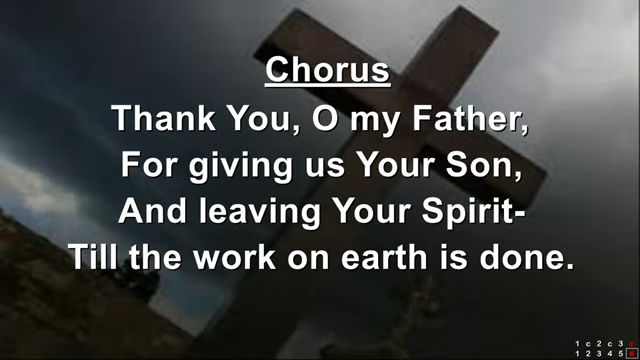 Chorus
Thank You, O my Father,
For giving us Your Son,
And leaving Your Spirit-
Till the work on earth is done.
1 c 2 c 3
1 2 3 4 5